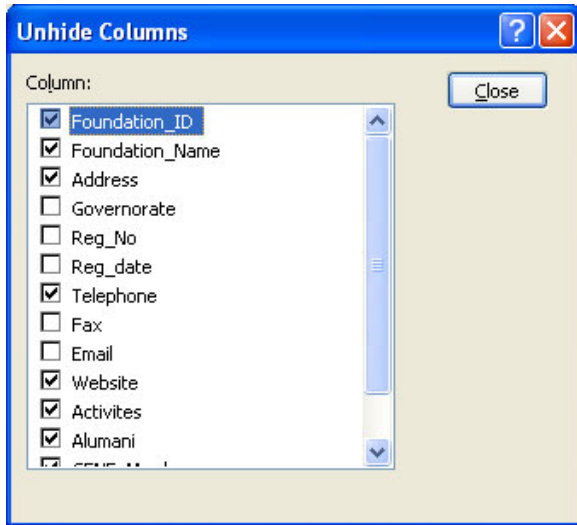 Unhide Columns
Column:
Close
Foundation_ID
Foundation_Name
Address
Governorate
Reg_No
Reg_date
Telephone
Fax
Email
Website
Activites
Alumani